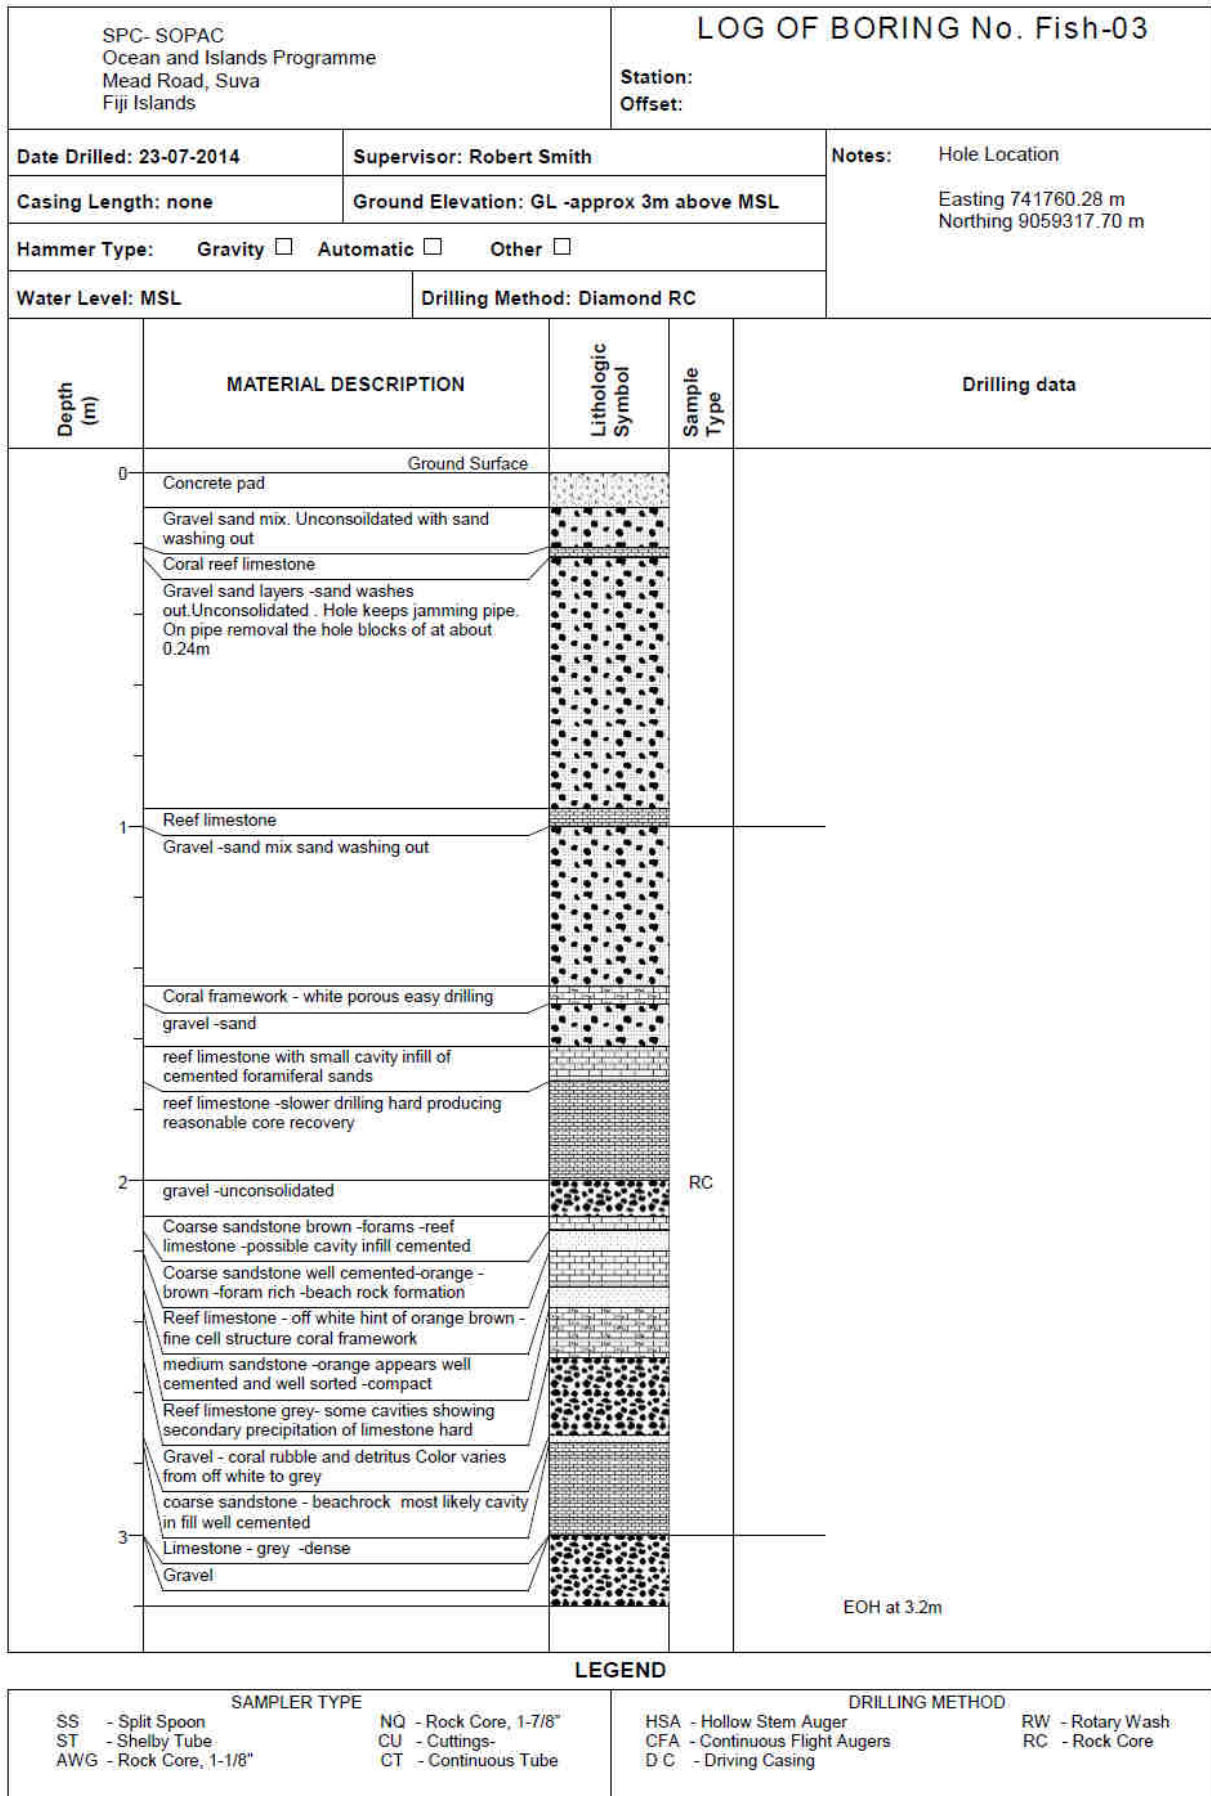 SPC- SOPAC
Ocean and Islands Programme
Mead Road, Suva
Fiji Islands
LOG OF BORING No. Fish-03
Station:
Offset:
Date Drilled: 23-07-2014
Supervisor: Robert Smith
Notes: Hole Location
Casing Length: none
Ground Elevation: GL -approx 3m above MSL
Easting 741760.28 m
Northing 9059317.70 m
Hammer Type: Gravity Automatic Other
Water Level: MSL
Drilling Method: Diamond RC
Depth
(m)
MATERIAL DESCRIPTION
Lithologic
Symbol
Sample
Type
Drilling data
Ground Surface
0
Concrete pad
Gravel sand mix. Unconsoildated with sand
washing out
Coral reef limestone
Gravel sand layers -sand washes
out.Unconsolidated . Hole keeps jamming pipe.
On pipe removal the hole blocks of at about
0.24m
Reef limestone
1
Gravel -sand mix sand washing out
Coral framework - white porous easy drilling
gravel -sand
reef limestone with small cavity infill of
cemented foramiferal sands
reef limestone -slower drilling hard producing
reasonable core recovery
2
gravel -unconsolidated
RC
Coarse sandstone brown -forams -reef
limestone -possible cavity infill cemented
Coarse sandstone well cemented-orange -
brown -foram rich -beach rock formation
Reef limestone - off white hint of orange brown -
fine cell structure coral framework
medium sandstone -orange appears well
cemented and well sorted -compact
Reef limestone grey- some cavities showing
secondary precipitation of limestone hard
Gravel - coral rubble and detritus Color varies
from off white to grey
coarse sandstone - beachrock most likely cavity
in fill well cemented
3
Limestone - grey -dense
Gravel
EOH at 3.2m
LEGEND
SAMPLER TYPE
SS - Split Spoon
ST - Shelby Tube
AWG - Rock Core, 1-1/8"
NQ - Rock Core, 1-7/8"
CU - Cuttings-
CT - Continuous Tube
DRILLING METHOD
HSA - Hollow Stem Auger
CFA - Continuous Flight Augers
D C - Driving Casing
RW - Rotary Wash
RC - Rock Core